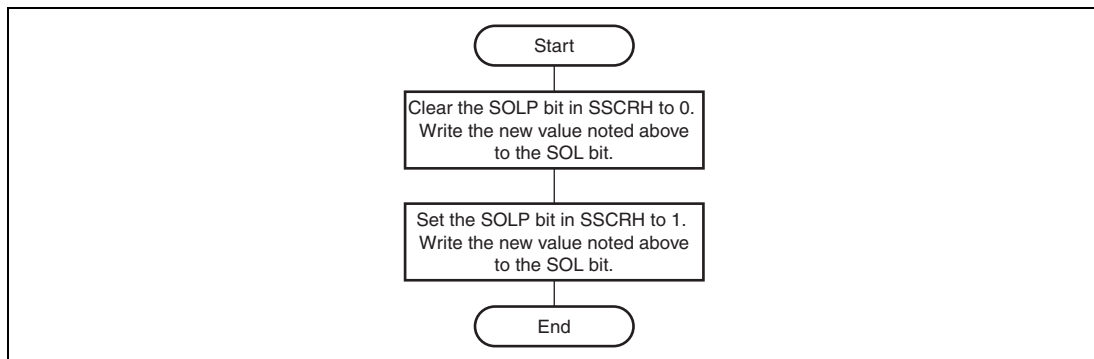 Start
Clear the SOLP bit in SSCRH to 0.
Write the new value noted above
to the SOL bit.
Set the SOLP bit in SSCRH to 1.
Write the new value noted above
to the SOL bit.
End